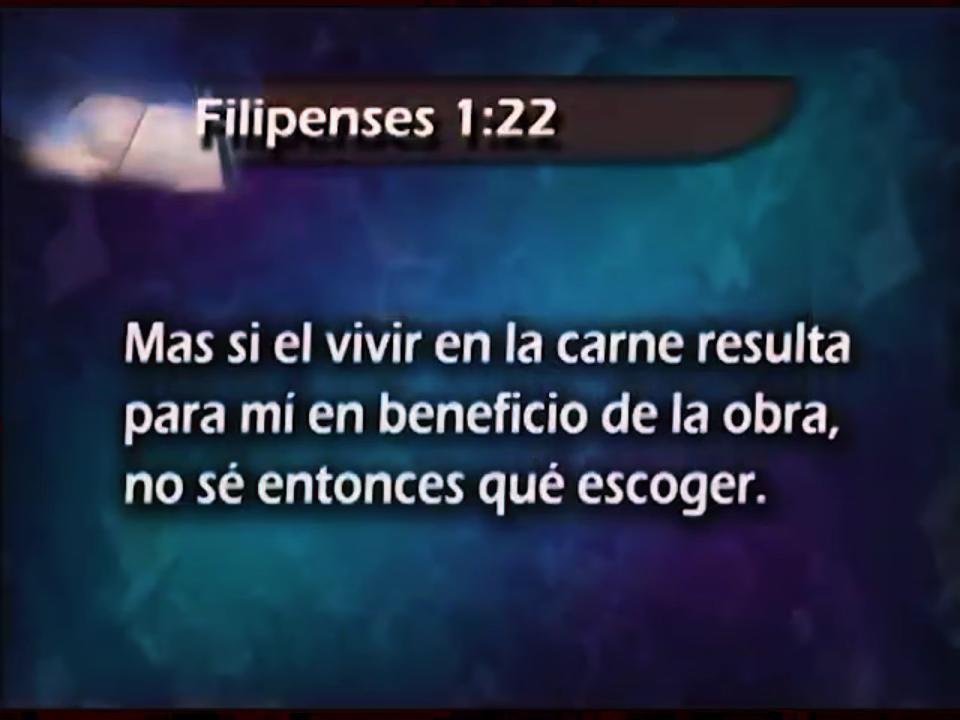 Filipenses 1:22
Mas si el vivir en la carne resulta
para mí en beneficio de la obra,
no sé entonces qué escoger.